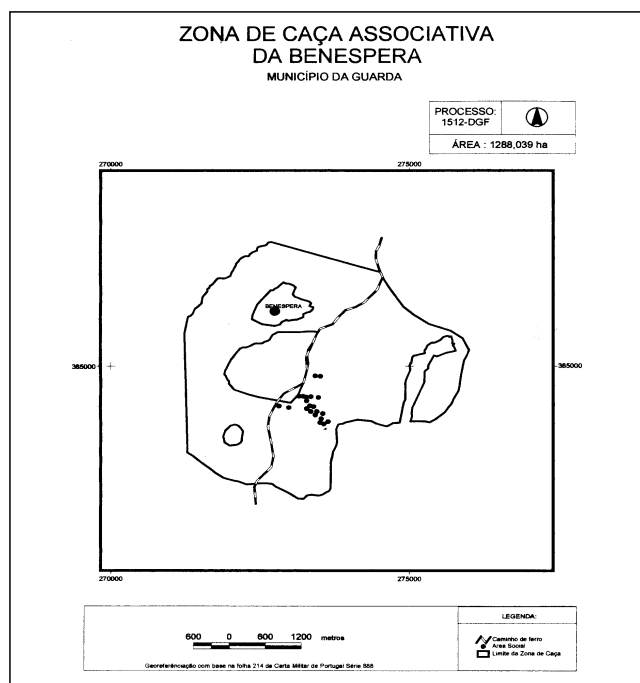 ZONA DE CAÇA ASSOCIATIVA
DA BENESPERA
MUNICÍPIO DA GUARDA
PROCESSO:
1512-DGF
ÁREA : 1288,039 ha
270000
275000
BENESPERA
385000
385000
270000
275000
600 0 600 1200 metros
Georeferênciação com base na folha 214 da Carta Militar de Portugal Série 888
LEGENDA:
Caminho de ferro
Área Social
Limite da Zona de Caça